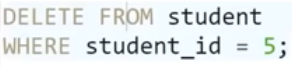 DELETE FROM student
WHERE student_id = 5;